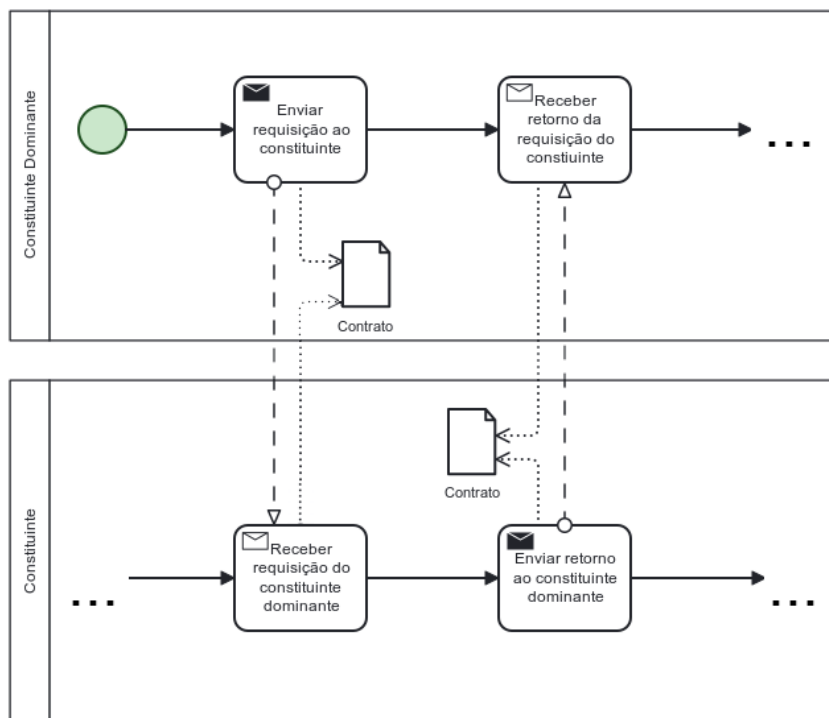 Constituinte Dominante
Enviar
requisição ao
constituinte
Receber
retorno da
requisição do
constiuinte
...
Contrato
Constituinte
Contrato
...
Receber
requisição do
constituinte
dominante
Enviar retorno
ao constituinte
dominante
...